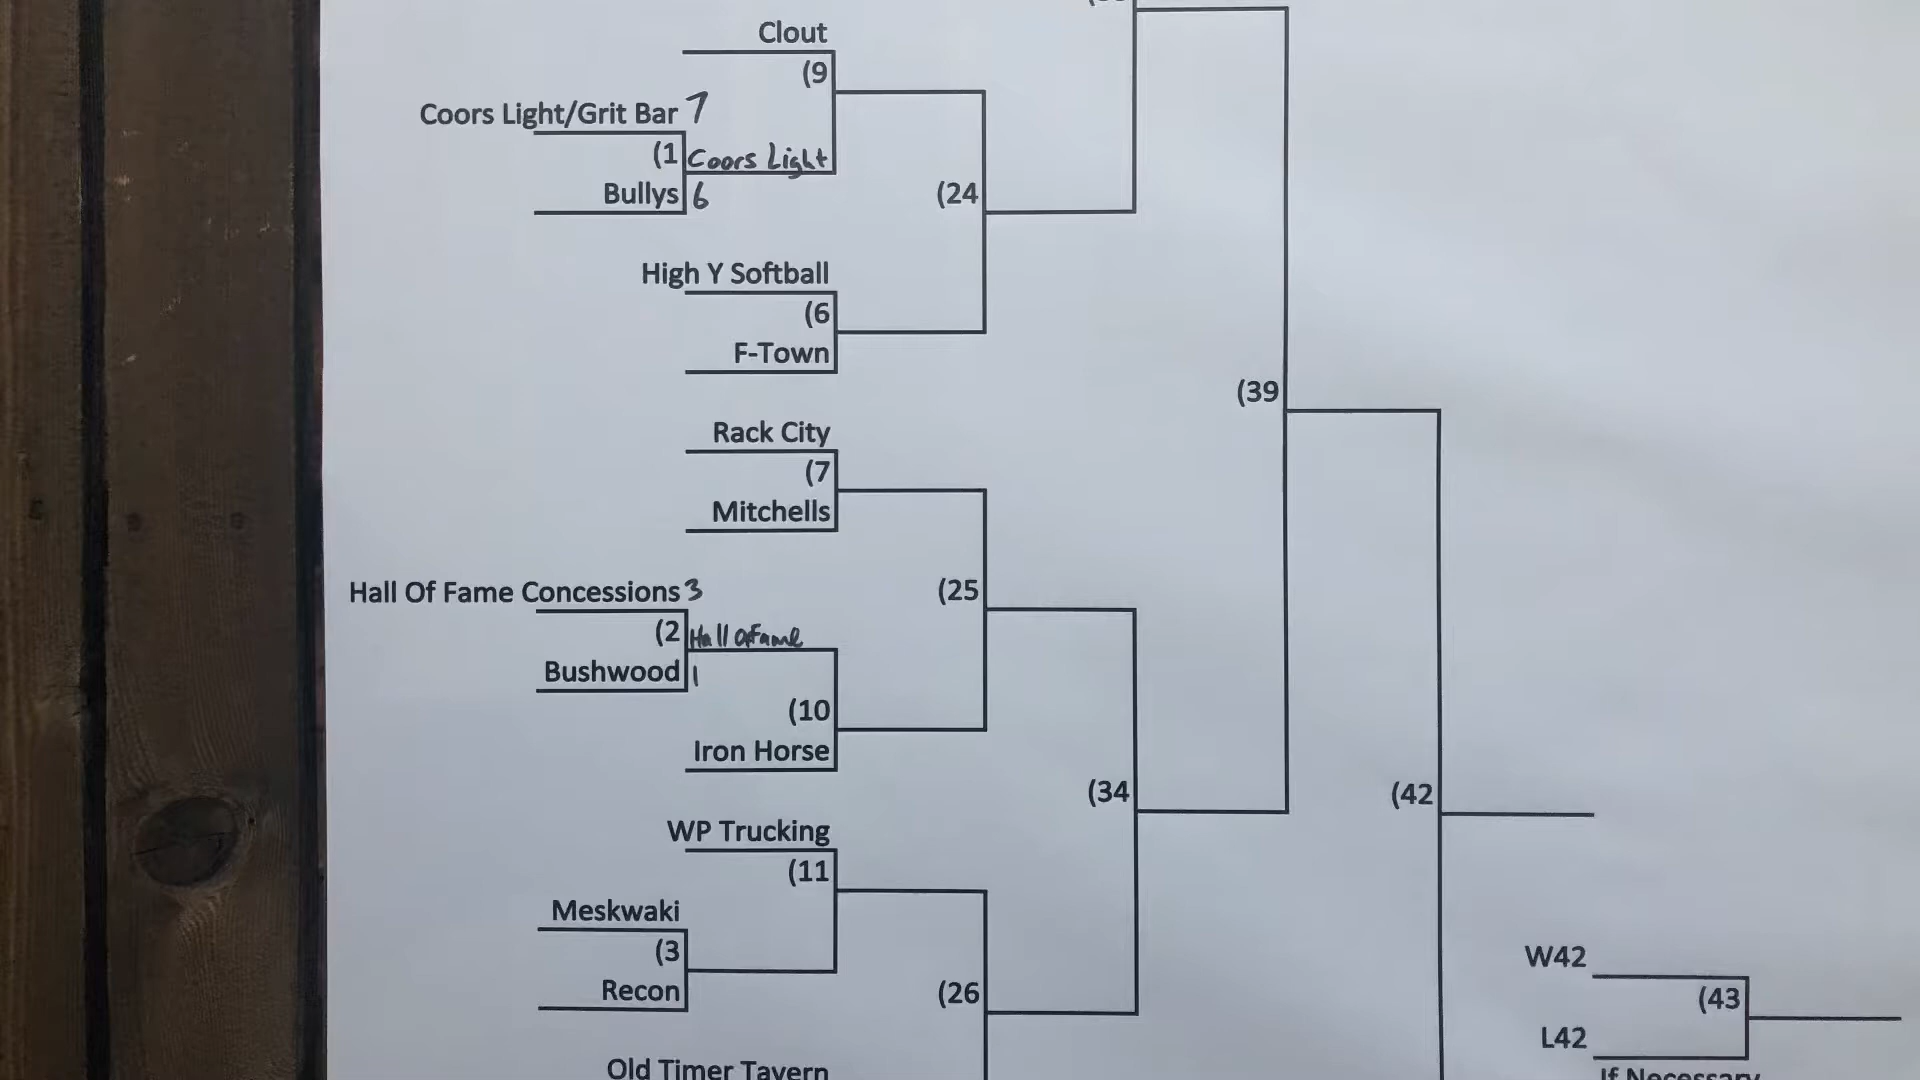 Clout
(9
Coors Light/Grit Bar 7
(1 Coors Light
Bullys 6
(24
High Y Softball
(6
F-Town
(39
Rack City
(7
Mitchells
Hall Of Fame Concessions 3
(25
(2 Hall of Fame
Bushwood 1
(10
Iron Horse
(34
(42
WP Trucking
(11
Meskwaki
(3
Recon
(26
W42
(43
L42
Old Timer Tavern
If Necessary